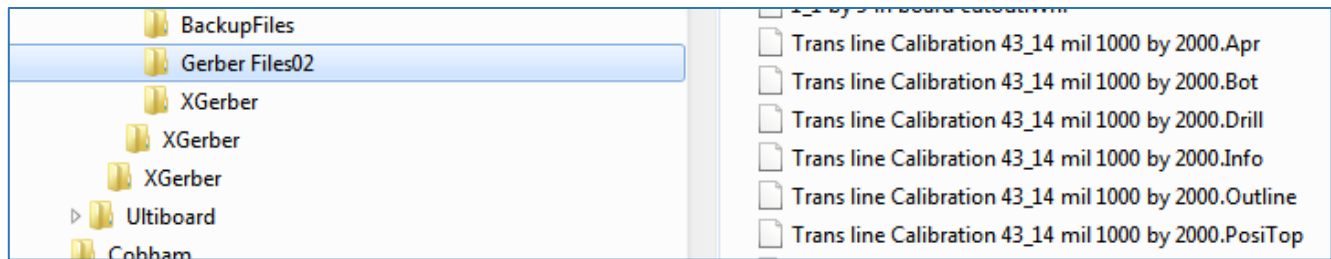 BackupFiles
Gerber Files02
XGerber
XGerber
XGerber
Ultiboard
Cobham
Trans line Calibration 43_14 mil 1000 by 2000.Apr
Trans line Calibration 43_14 mil 1000 by 2000.Bot
Trans line Calibration 43_14 mil 1000 by 2000.Drill
Trans line Calibration 43_14 mil 1000 by 2000.Info
Trans line Calibration 43_14 mil 1000 by 2000.Outline
Trans line Calibration 43_14 mil 1000 by 2000.PosiTop